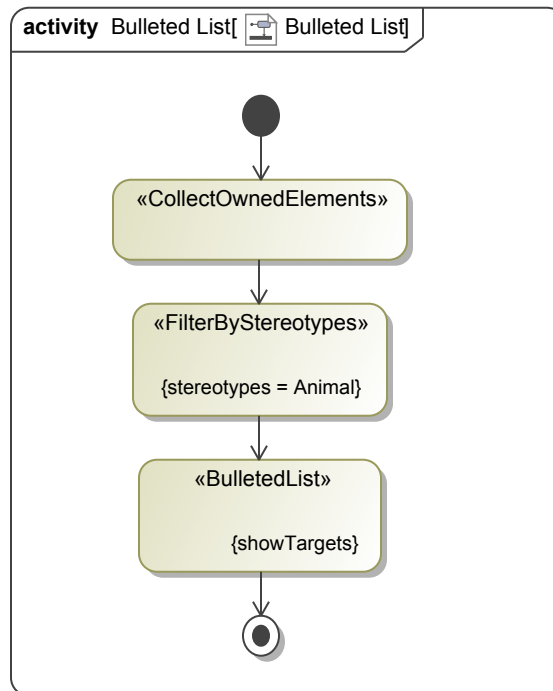 activity Bulleted List[ Bulleted List]
«CollectOwnedElements»
«FilterByStereotypes»
{stereotypes = Animal}
«BulletedList»
{showTargets}